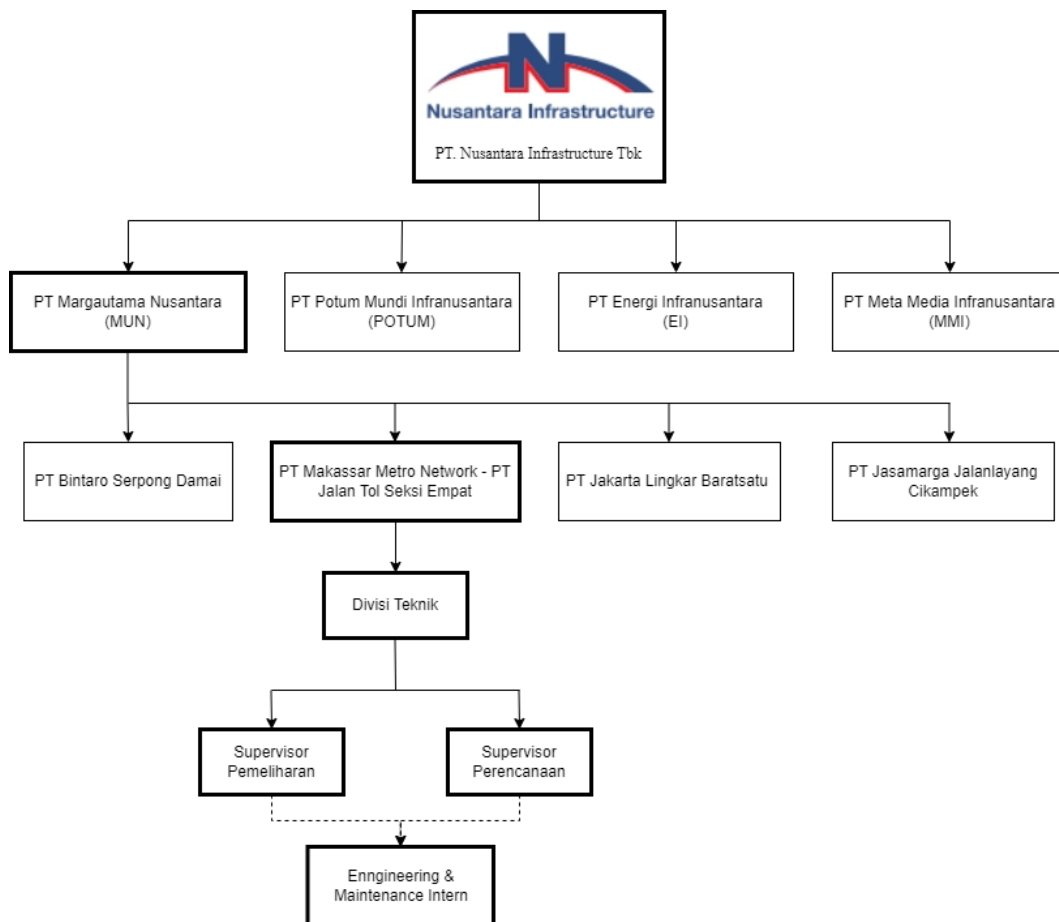 Nusantara Infrastructure
PT. Nusantara Infrastructure Tbk
PT Margautama Nusantara
(MUN)
PT Potum Mundi Infranusantara
(POTUM)
PT Energi Infranusantara
(EI)
PT Meta Media Infranusantara
(MMI)
PT Bintaro Serpong Damai
PT Makassar Metro Network - PT
Jalan Tol Seksi Empat
PT Jakarta Lingkar Baratsatu
PT Jasamarga Jalanlayang
Cikampek
Divisi Teknik
Supervisor
Pemeliharan
Supervisor
Perencanaan
Enngineering &
Maintenance Intern